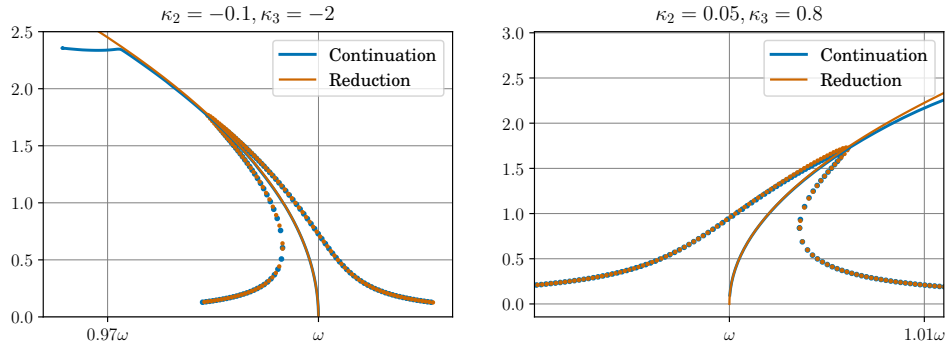 κ₂ = −0.1, κ₃ = −2
2.5
2.0
1.5
1.0
0.5
0.0
0.97ω
ω
Continuation
Reduction
κ₂ = 0.05, κ₃ = 0.8
3.0
2.5
2.0
1.5
1.0
0.5
0.0
ω
1.01ω
Continuation
Reduction